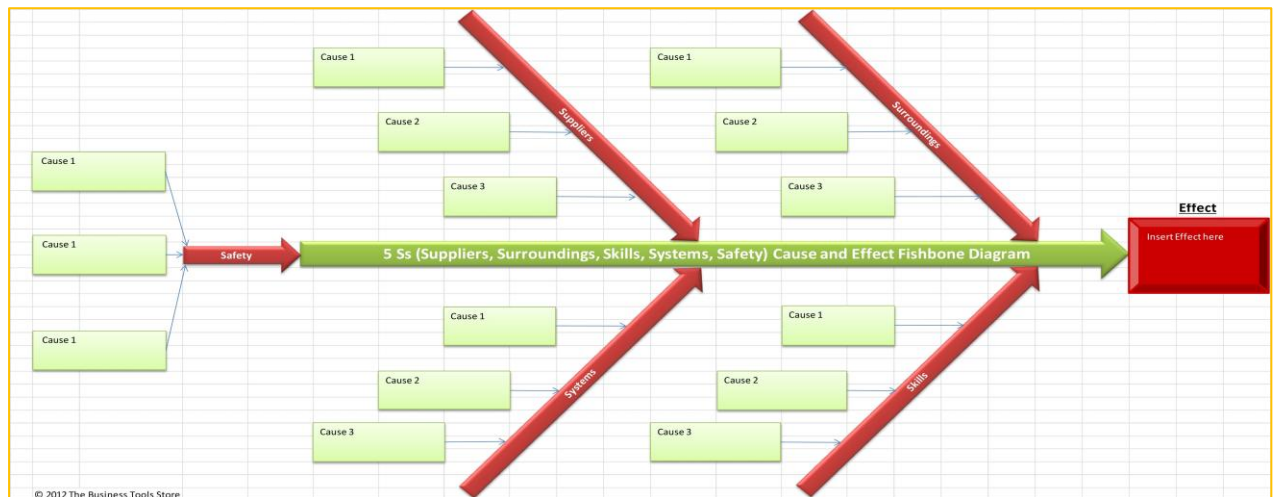 Cause 1
Suppliers
Cause 2
Cause 3
Cause 1
Surroundings
Cause 2
Cause 3
Cause 1
Cause 1
Cause 1
Safety
5 Ss (Suppliers, Surroundings, Skills, Systems, Safety) Cause and Effect Fishbone Diagram
Effect
Insert Effect here
Cause 1
Systems
Cause 2
Cause 3
Cause 1
Skills
Cause 2
Cause 3
© 2012 The Business Tools Store